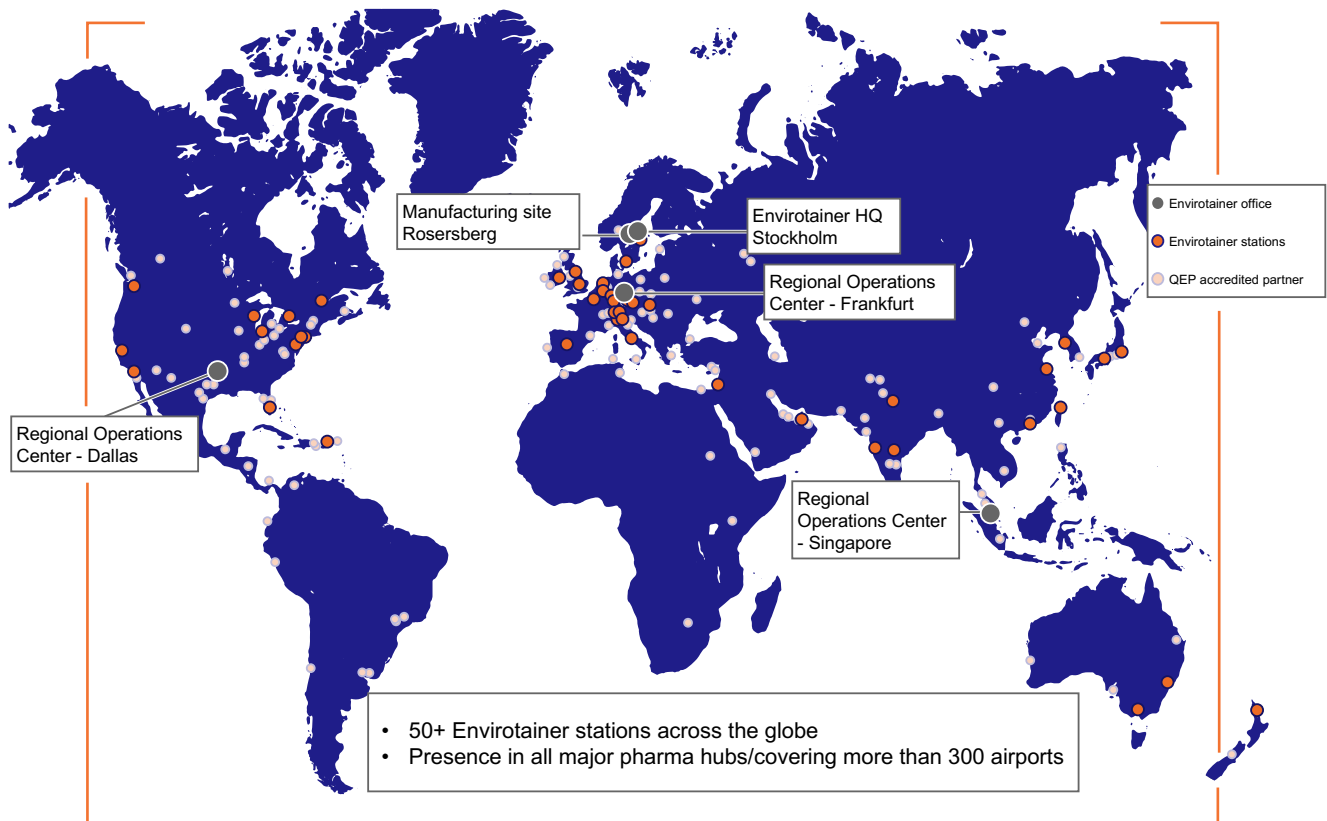 Manufacturing site
Rosersberg
Envirotainer HQ
Stockholm
Regional Operations
Center - Frankfurt
Envirotainer office
Envirotainer stations
QEP accredited partner
Regional Operations
Center - Dallas
Regional
Operations Center
- Singapore
• 50+ Envirotainer stations across the globe
• Presence in all major pharma hubs/covering more than 300 airports